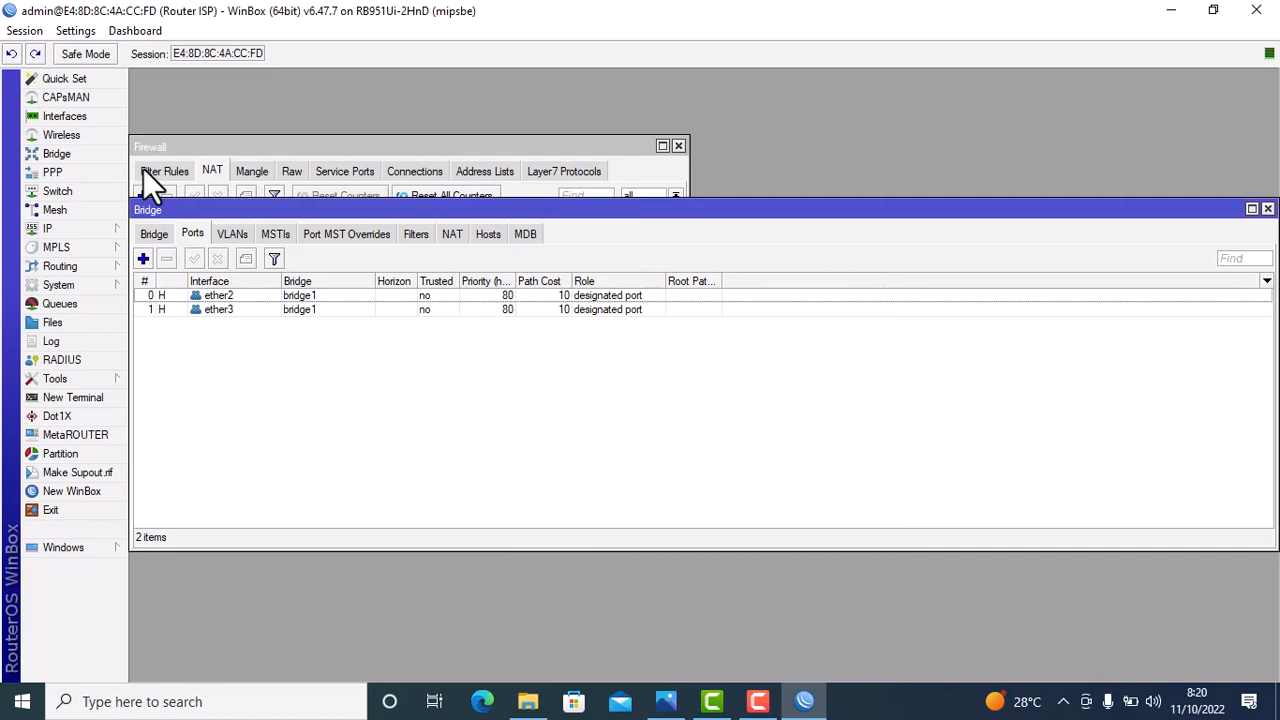 admin@E4:8D:8C:4A:CC:FD (Router ISP) - WinBox (64bit) v6.47.7 on RB951Ui-2HnD (mipsbe)
Session Settings Dashboard
Safe Mode Session: E4:8D:8C:4A:CC:FD
Quick Set
CAPsMAN
Interfaces
Wireless
Bridge
PPP
Switch
Mesh
IP
MPLS
Routing
System
Queues
Files
Log
RADIUS
Tools
New Terminal
Dot1X
MetaROUTER
Partition
Make Supout.rif
New WinBox
Exit
Windows
RouterOS WinBox
Firewall
Filter Rules NAT Mangle Raw Service Ports Connections Address Lists Layer7 Protocols
Reset Counters Reset All Counters Find all
Bridge
Bridge Ports VLANs MSTIs Port MST Overrides Filters NAT Hosts MDB
Find
# Interface Bridge Horizon Trusted Priority (h... Path Cost Role Root Pat...
0 H ether2 bridge1 no 80 10 designated port
1 H ether3 bridge1 no 80 10 designated port
2 items
Type here to search
28°C
8:20
11/10/2022